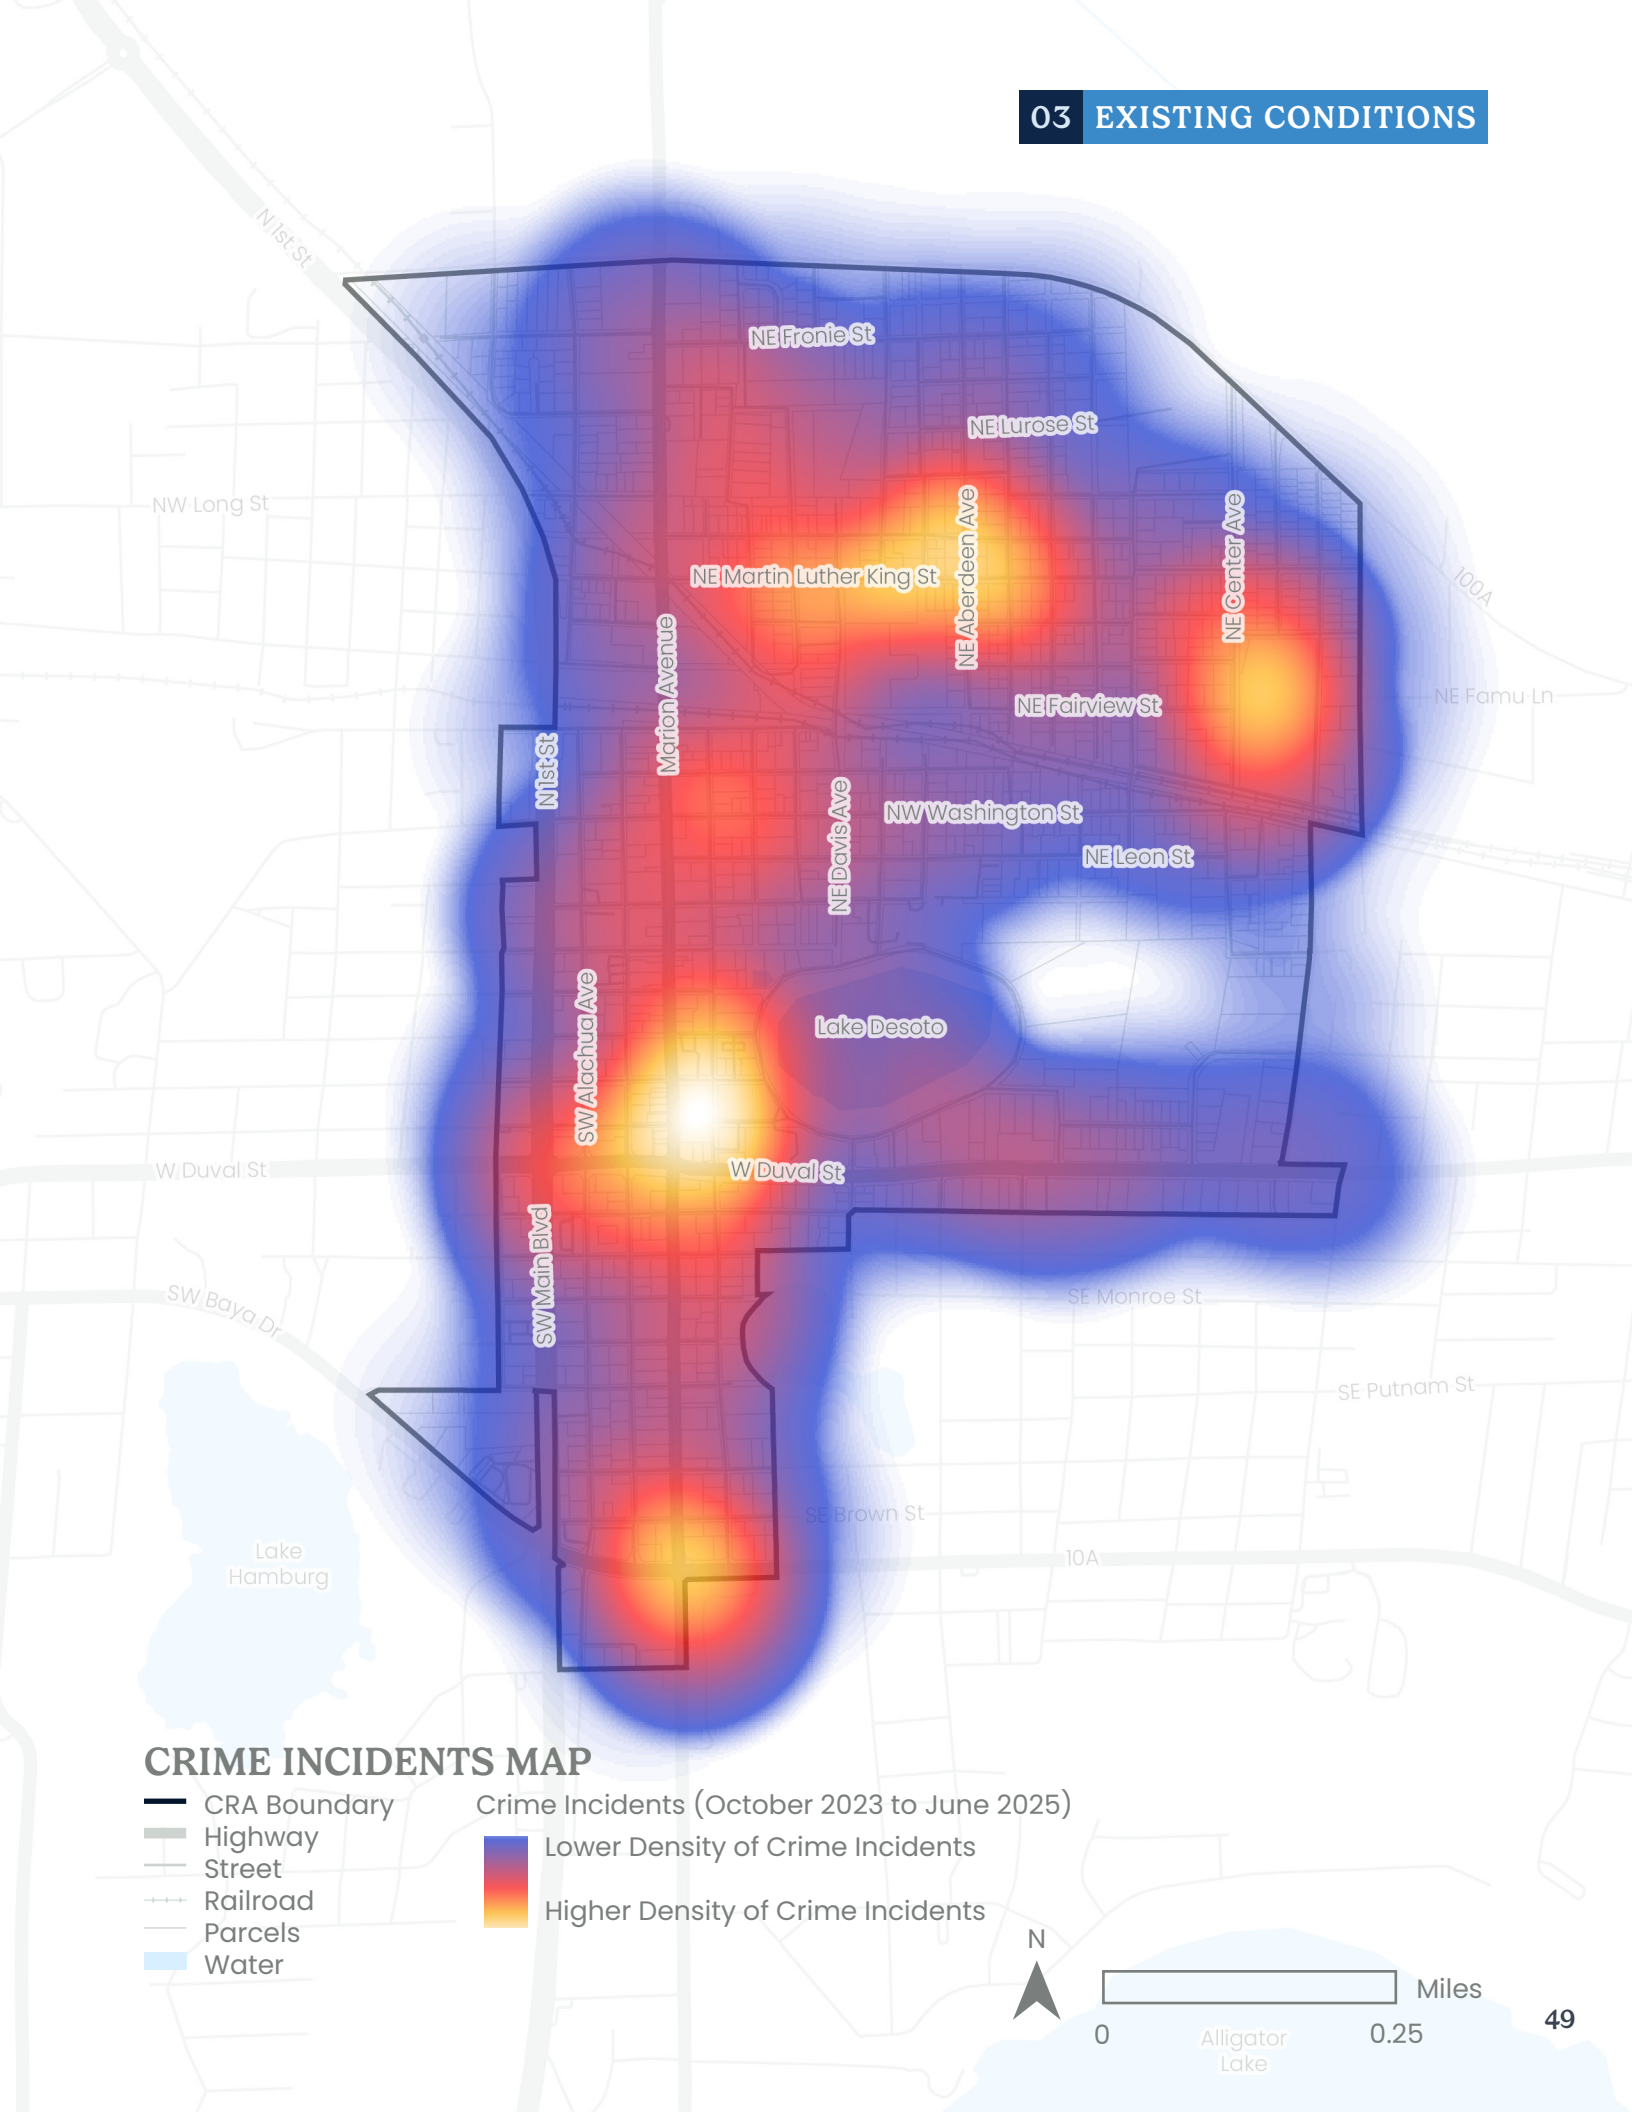 03 EXISTING CONDITIONS
N 1st St
NE Fronie St
NE Lurose St
NW Long St
NE Martin Luther King St
NE Aberdeen Ave
NE Center Ave
100A
Marion Avenue
NE Fairview St
NE Famu Ln
N 1st St
NE Davis Ave
NW Washington St
NE Leon St
SW Alachua Ave
Lake Desoto
W Duval St
W Duval St
SW Main Blvd
SW Baya Dr
SE Monroe St
SE Putnam St
SE Brown St
Lake
Hamburg
10A
CRIME INCIDENTS MAP
CRA Boundary
Highway
Street
Railroad
Parcels
Water
Crime Incidents (October 2023 to June 2025)
Lower Density of Crime Incidents
Higher Density of Crime Incidents
N
Miles
0
0.25
Alligator
Lake
49